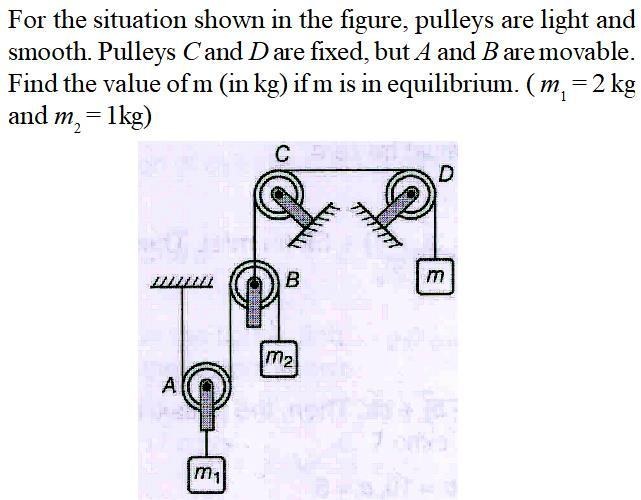 For the situation shown in the figure, pulleys are light and
smooth. Pulleys C and D are fixed, but A and B are movable.
Find the value of m (in kg) if m is in equilibrium. ( m₁ = 2 kg
and m₂ = 1kg)
C
D
B
m
m₂
A
m₁